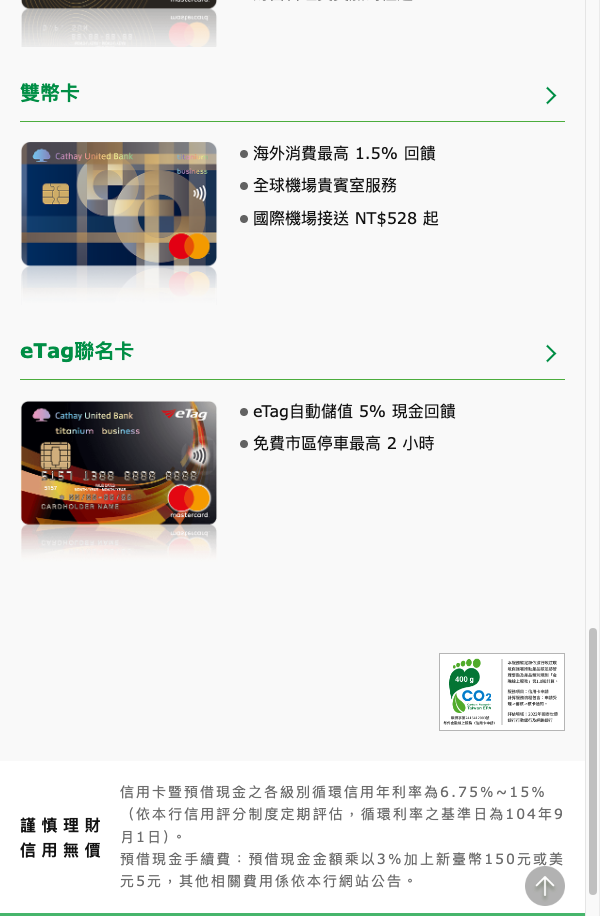 雙幣卡
Cathay United Bank
business
海外消費最高 1.5% 回饋
全球機場貴賓室服務
國際機場接送 NT$528 起
eTag聯名卡
Cathay United Bank
eTag
titanium business
5157 1388 8888 8888
5157
CARDHOLDER NAME
mastercard
eTag自動儲值 5% 現金回饋
免費市區停車最高 2 小時
400 g
CO2
Taiwan EPA
謹慎理財
信用無價
信用卡暨預借現金之各級別循環信用年利率為6.75%~15%
（依本行信用評分制度定期評估，循環利率之基準日為104年9
月1日）。
預借現金手續費：預借現金金額乘以3%加上新臺幣150元或美
元5元，其他相關費用係依本行網站公告。